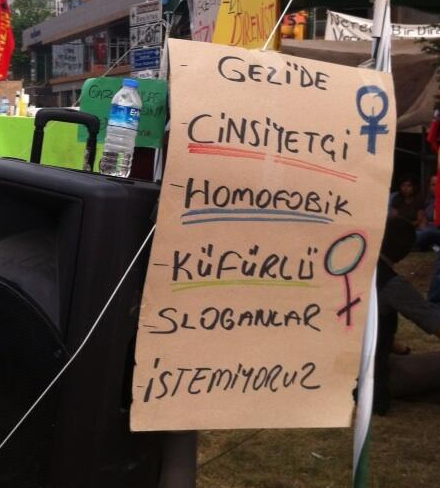 - GEZİ'DE
CİNSİYETÇİ
- HOMOFOBİK
- KÜFÜRLÜ
- SLOGANLAR
- İSTEMİYORUZ